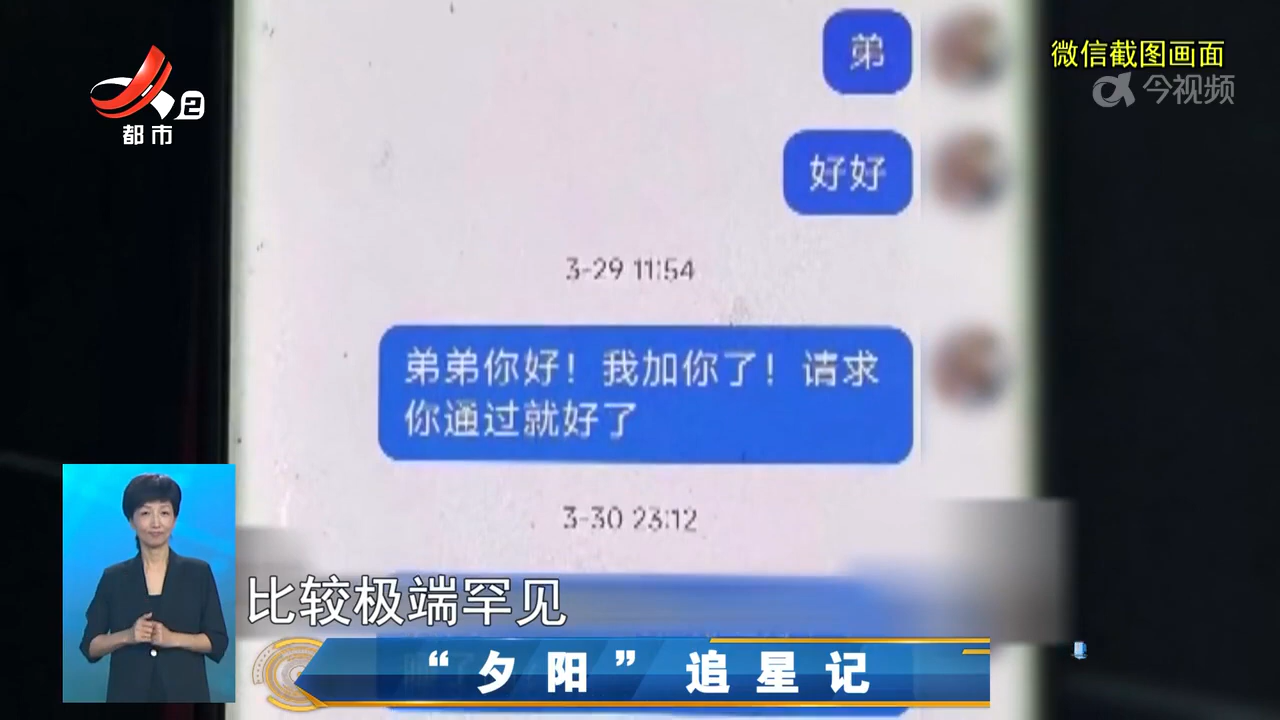 微信截图画面
今视频
2
都市
弟
好好
3-29 11:54
弟弟你好！我加你了！请求
你通过就好了
3-30 23:12
比较极端罕见
“夕阳”追星记